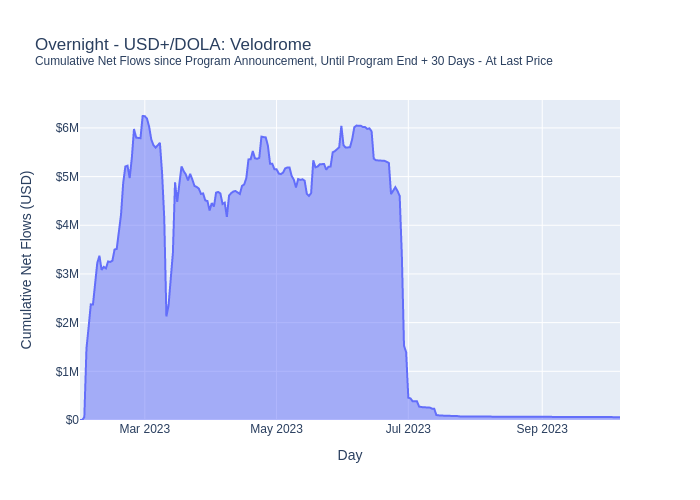 Overnight - USD+/DOLA: Velodrome
Cumulative Net Flows since Program Announcement, Until Program End + 30 Days - At Last Price
$6M
$5M
$4M
$3M
$2M
$1M
$0
Cumulative Net Flows (USD)
Mar 2023
May 2023
Jul 2023
Sep 2023
Day